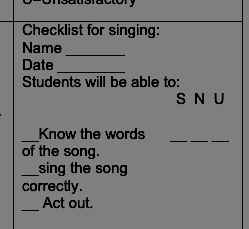 U=Unsatisfactory
Checklist for singing:
Name ________
Date ________
Students will be able to:
S N U
__Know the words __ __ __
of the song.
__sing the song
correctly.
__ Act out.